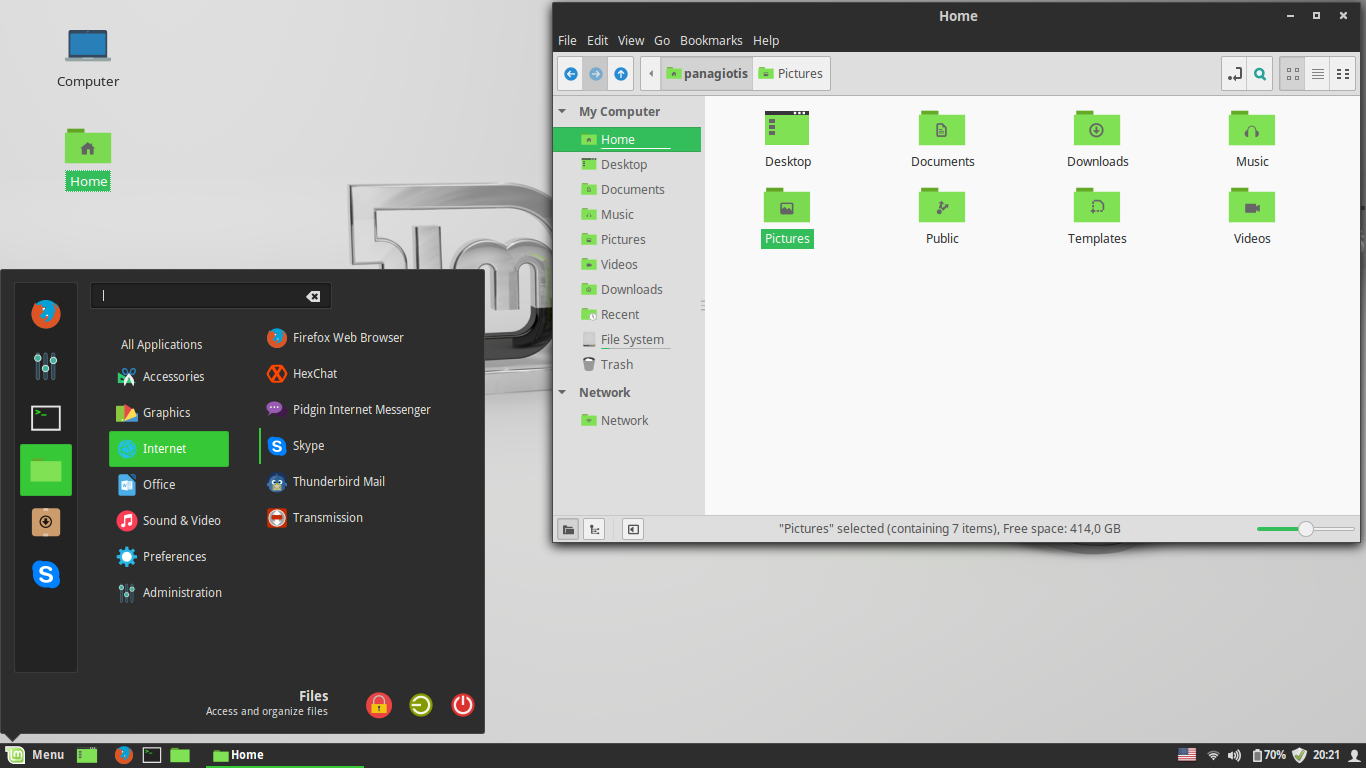 Computer
Home
Home
File Edit View Go Bookmarks Help
panagiotis Pictures
My Computer
Home
Desktop
Documents
Music
Pictures
Videos
Downloads
Recent
File System
Trash
Network
Network
Desktop Documents Downloads Music
Pictures Public Templates Videos
"Pictures" selected (containing 7 items), Free space: 414,0 GB
All Applications
Accessories
Graphics
Internet
Office
Sound & Video
Preferences
Administration
Firefox Web Browser
HexChat
Pidgin Internet Messenger
Skype
Thunderbird Mail
Transmission
Files
Access and organize files
Menu Home 70% 20:21